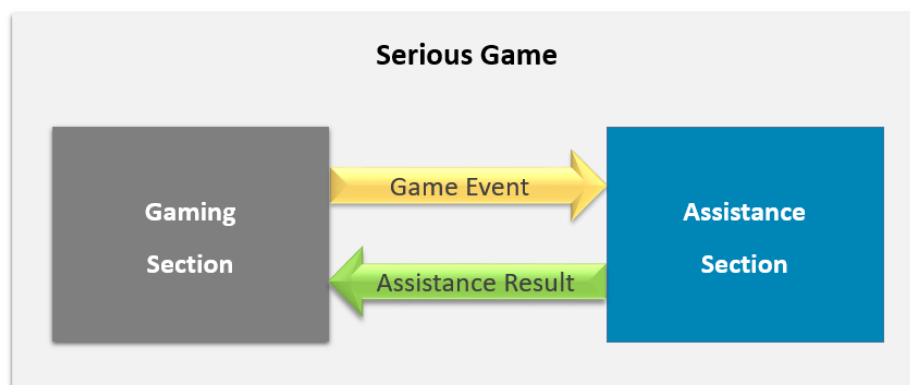 Serious Game
Gaming
Section
Game Event
Assistance Result
Assistance
Section